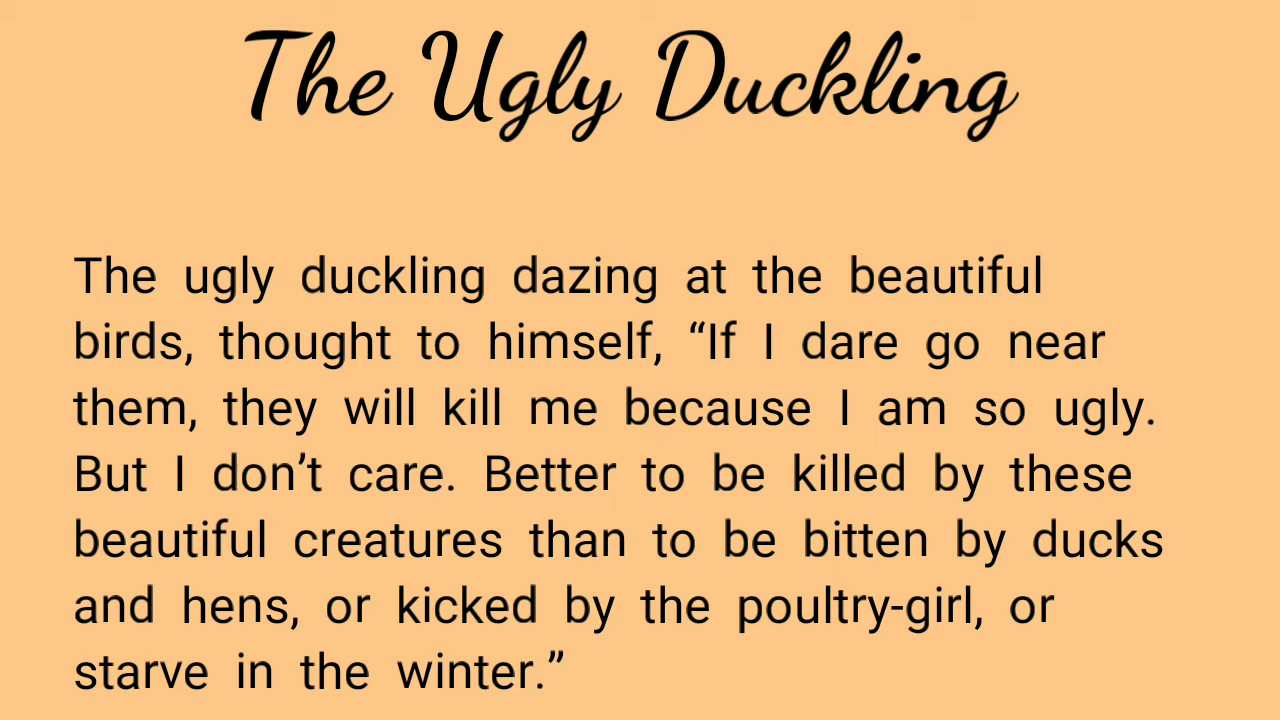 The Ugly Duckling
The ugly duckling dazing at the beautiful
birds, thought to himself, “If I dare go near
them, they will kill me because I am so ugly.
But I don’t care. Better to be killed by these
beautiful creatures than to be bitten by ducks
and hens, or kicked by the poultry-girl, or
starve in the winter.”